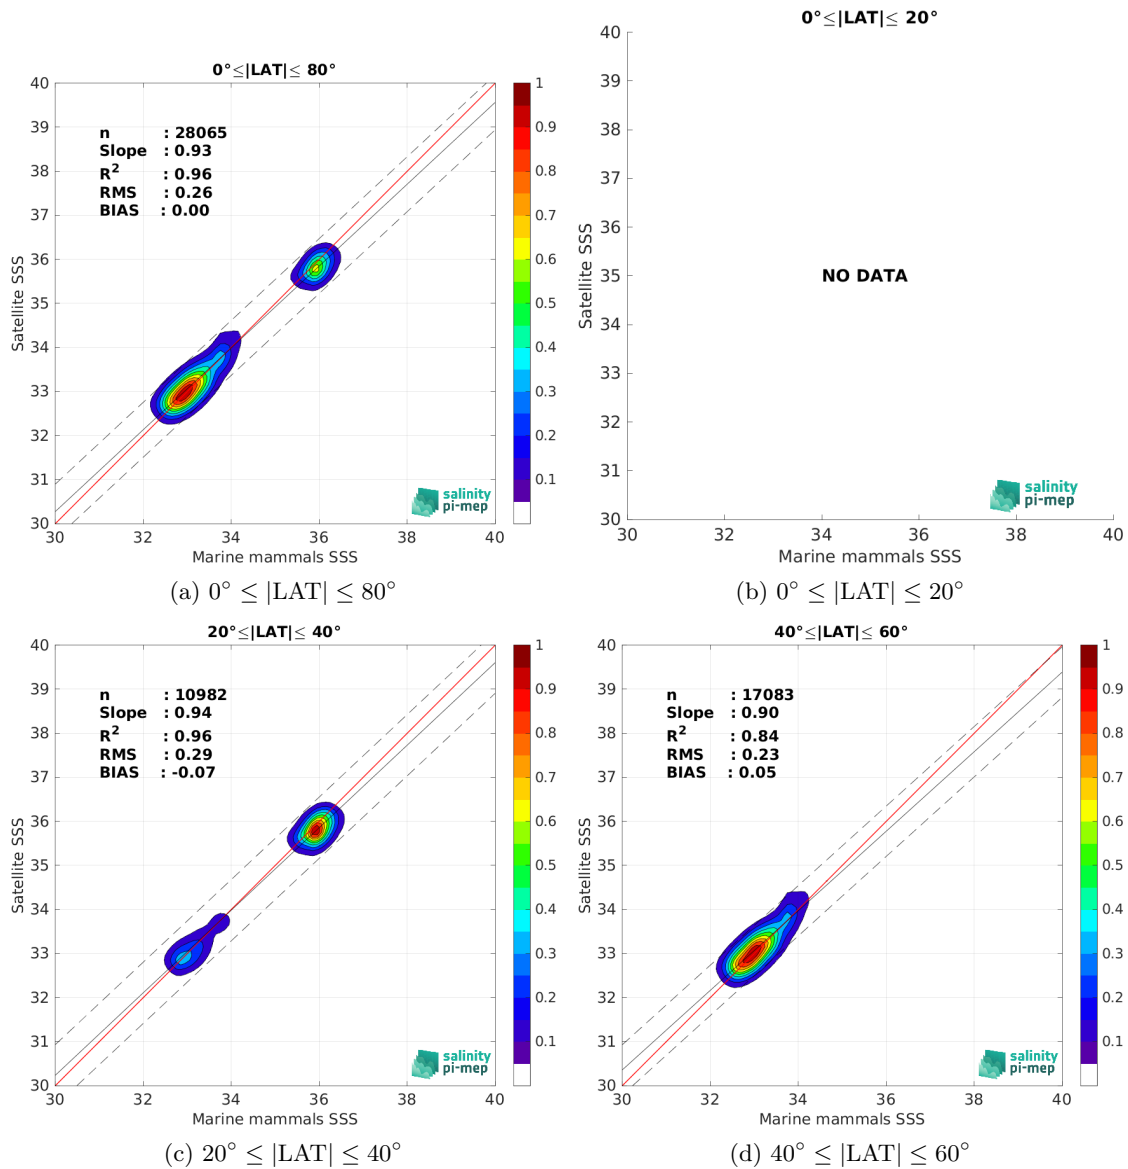 0°≤|LAT|≤ 80°
40
39
38
37
36
35
34
33
32
31
30
Satellite SSS
n : 28065
Slope : 0.93
R² : 0.96
RMS : 0.26
BIAS : 0.00
salinity
pi-mep
30 32 34 36 38 40
Marine mammals SSS
1
0.9
0.8
0.7
0.6
0.5
0.4
0.3
0.2
0.1
(a) 0° ≤ |LAT| ≤ 80°
0°≤|LAT|≤ 20°
40
39
38
37
36
35
34
33
32
31
30
Satellite SSS
NO DATA
salinity
pi-mep
30 32 34 36 38 40
Marine mammals SSS
(b) 0° ≤ |LAT| ≤ 20°
20°≤|LAT|≤ 40°
40
39
38
37
36
35
34
33
32
31
30
Satellite SSS
n : 10982
Slope : 0.94
R² : 0.96
RMS : 0.29
BIAS : -0.07
salinity
pi-mep
30 32 34 36 38 40
Marine mammals SSS
1
0.9
0.8
0.7
0.6
0.5
0.4
0.3
0.2
0.1
(c) 20° ≤ |LAT| ≤ 40°
40°≤|LAT|≤ 60°
40
39
38
37
36
35
34
33
32
31
30
Satellite SSS
n : 17083
Slope : 0.90
R² : 0.84
RMS : 0.23
BIAS : 0.05
salinity
pi-mep
30 32 34 36 38 40
Marine mammals SSS
1
0.9
0.8
0.7
0.6
0.5
0.4
0.3
0.2
0.1
(d) 40° ≤ |LAT| ≤ 60°